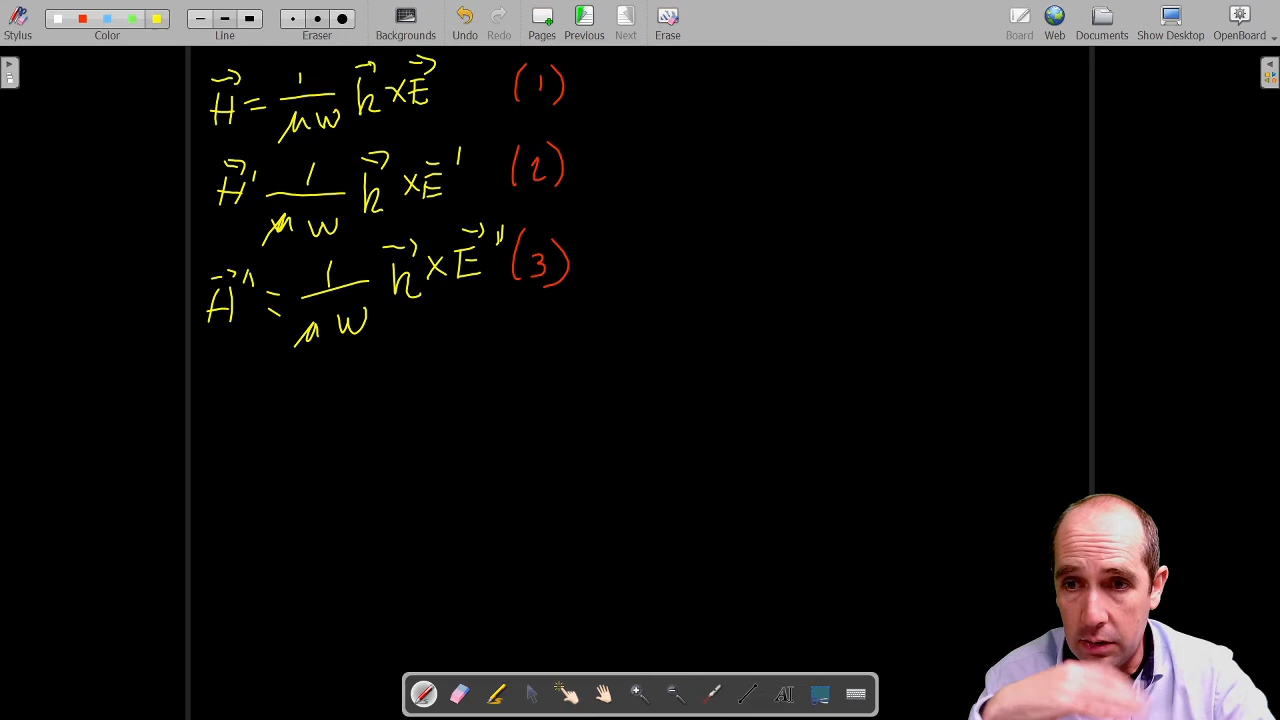 Stylus Color Line Eraser Backgrounds Undo Redo Pages Previous Next Erase Board Web Documents Show Desktop OpenBoard
H⃗ = 1/μw k⃗ × E⃗ (1)
H⃗' 1/μw k⃗ × E⃗' (2)
H⃗" = 1/μw k⃗ × E⃗" (3)
AI